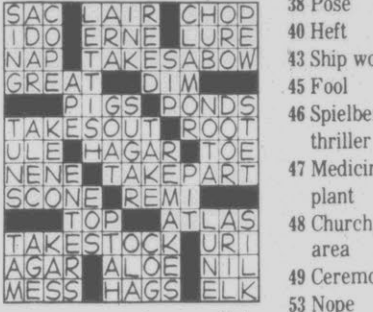 SAC LAIR CHOP
IDO ERNE LURE
NAP TAKESABOW
GREAT DIM
PIGS PONDS
TAKESOUT ROOT
ULE HAGAR TOE
NENE TAKEPART
SCONE REMI
TOP ATLAS
TAKESTOCK URI
AGAR ALOE NIL
MESS HAGS ELK
38 Pose
40 Heft
43 Ship wo
45 Fool
46 Spielbe
thriller
47 Medicin
plant
48 Church
area
49 Ceremo
53 Nope